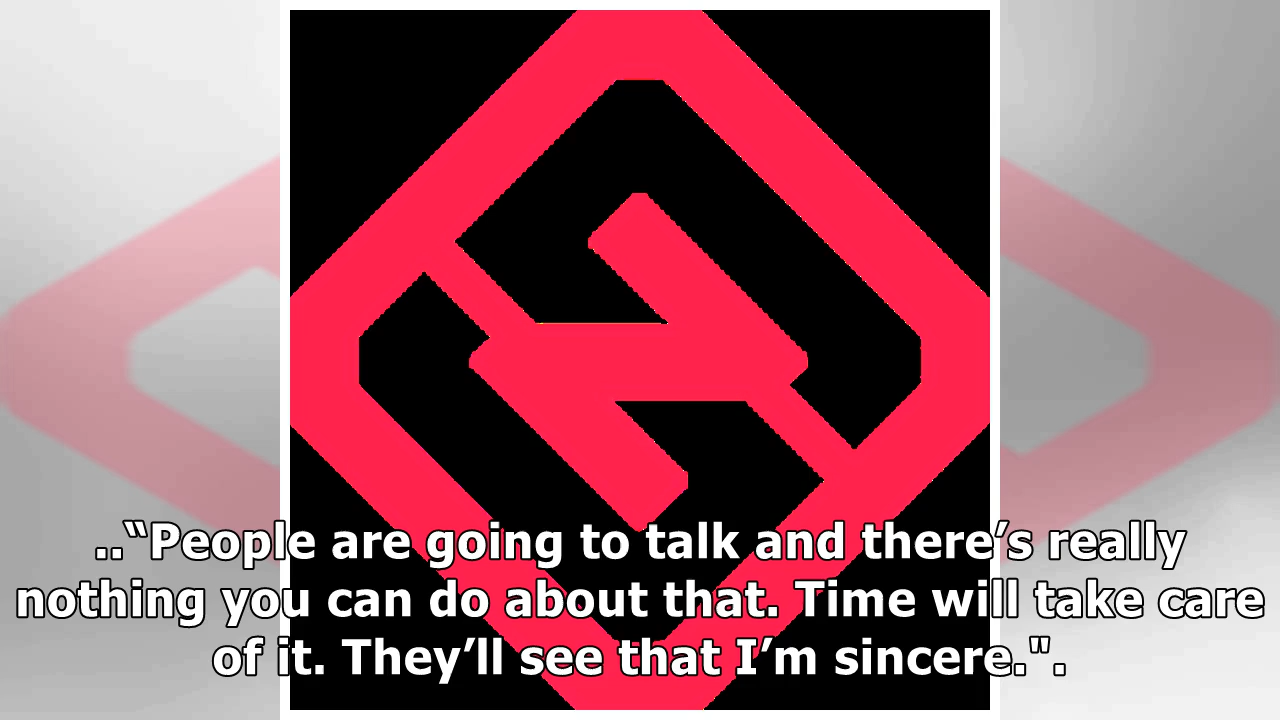 ..“People are going to talk and there’s really
nothing you can do about that. Time will take care
of it. They’ll see that I’m sincere.".